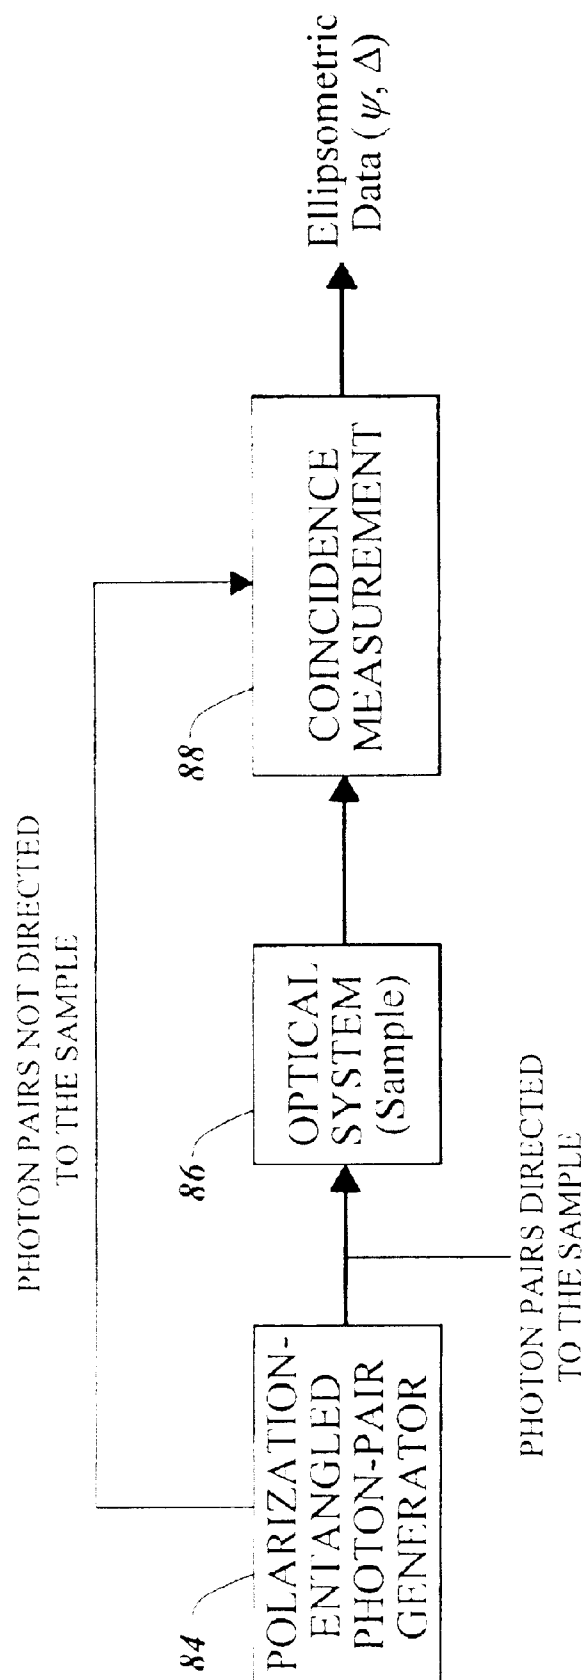 PHOTON PAIRS NOT DIRECTED
TO THE SAMPLE
84
POLARIZATION-
ENTANGLED
PHOTON-PAIR
GENERATOR
PHOTON PAIRS DIRECTED
TO THE SAMPLE
86
OPTICAL
SYSTEM
(Sample)
88
COINCIDENCE
MEASUREMENT
Ellipsometric
Data (ψ, Δ)